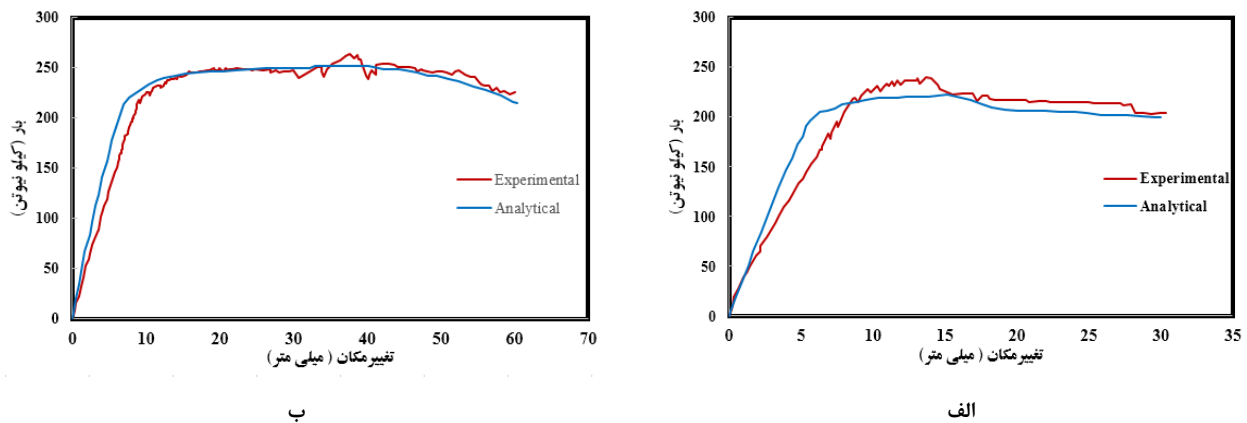 300
250
200
150
100
50
0
0 10 20 30 40 50 60 70
بار (کیلو نیوتن)
تغییرمکان ( میلی متر)
Experimental
Analytical
ب
300
250
200
150
100
50
0
0 5 10 15 20 25 30 35
بار (کیلو نیوتن)
تغییرمکان ( میلی متر)
Experimental
Analytical
الف